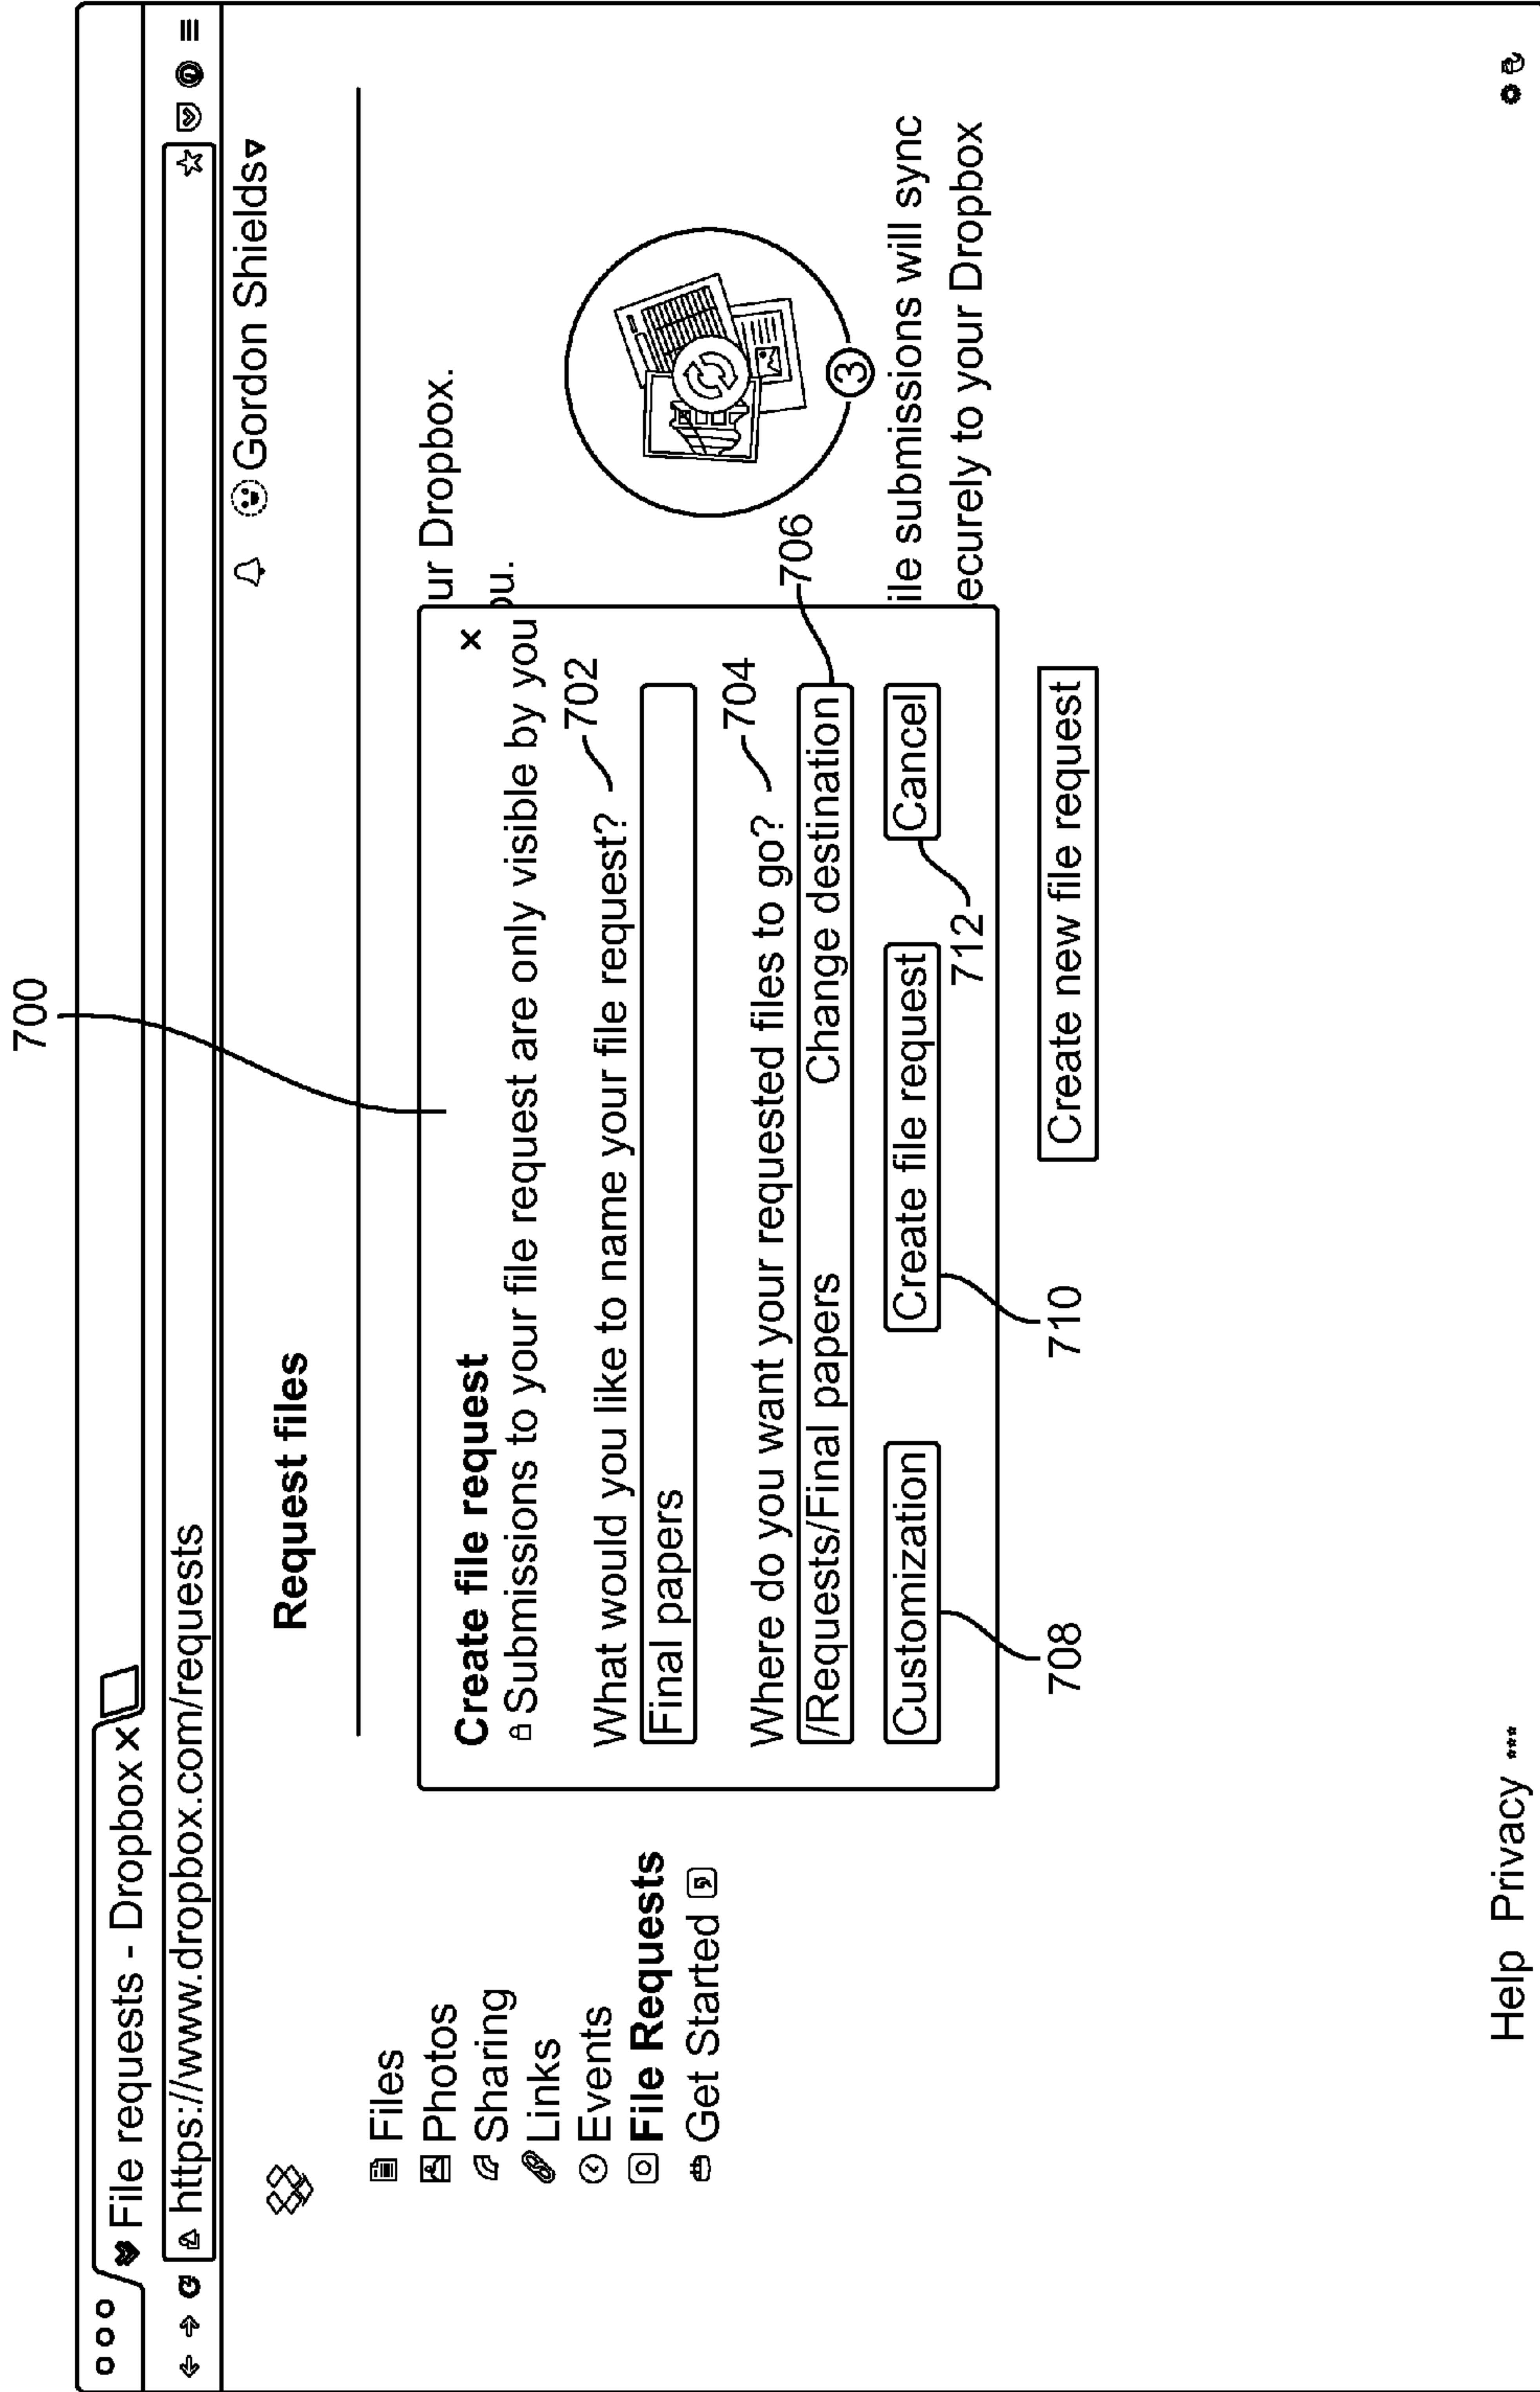 700
File requests - Dropbox x
https://www.dropbox.com/requests
Gordon Shields
Request files
Files
Photos
Sharing
Links
Events
File Requests
Get Started
ur Dropbox.
ou.
Create file request
x
Submissions to your file request are only visible by you
What would you like to name your file request?
702
Final papers
Where do you want your requested files to go?
704
/Requests/Final papers
Change destination
706
Customization
Create file request
Cancel
708
710
712
3
ile submissions will sync
ecurely to your Dropbox
Create new file request
Help Privacy ***